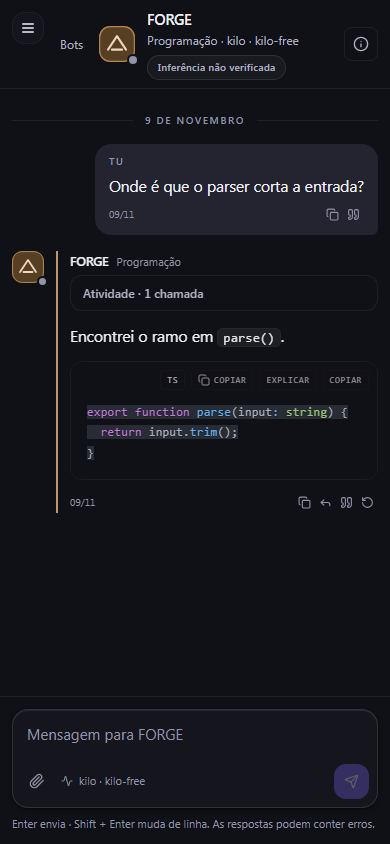 FORGE
Bots
Programação · kilo · kilo-free
Inferência não verificada
9 DE NOVEMBRO
TU
Onde é que o parser corta a entrada?
09/11
FORGE Programação
Atividade · 1 chamada
Encontrei o ramo em parse().
TS COPIAR EXPLICAR COPIAR
export function parse(input: string) {
  return input.trim();
}
09/11
Mensagem para FORGE
kilo · kilo-free
Enter envia · Shift + Enter muda de linha. As respostas podem conter erros.